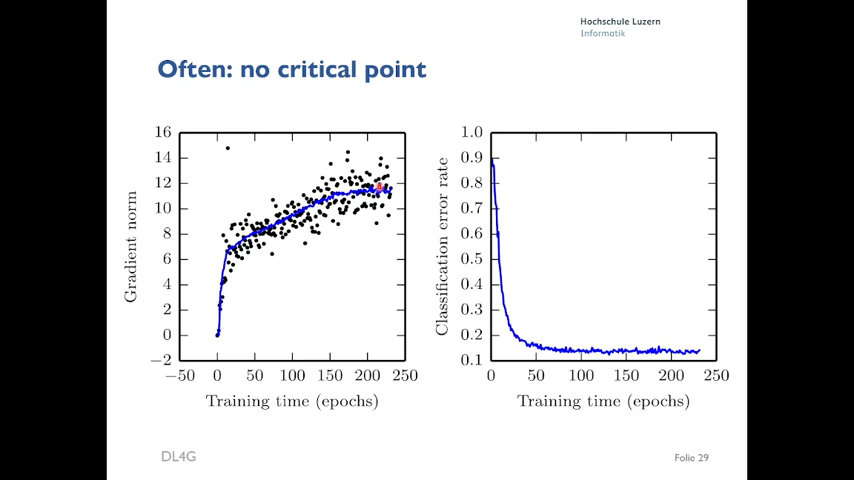 Hochschule Luzern
Informatik
Often: no critical point
16
14
12
10
8
6
4
2
0
−2
Gradient norm
−50 0 50 100 150 200 250
Training time (epochs)
1.0
0.9
0.8
0.7
0.6
0.5
0.4
0.3
0.2
0.1
Classification error rate
0 50 100 150 200 250
Training time (epochs)
DL4G
Folie 29